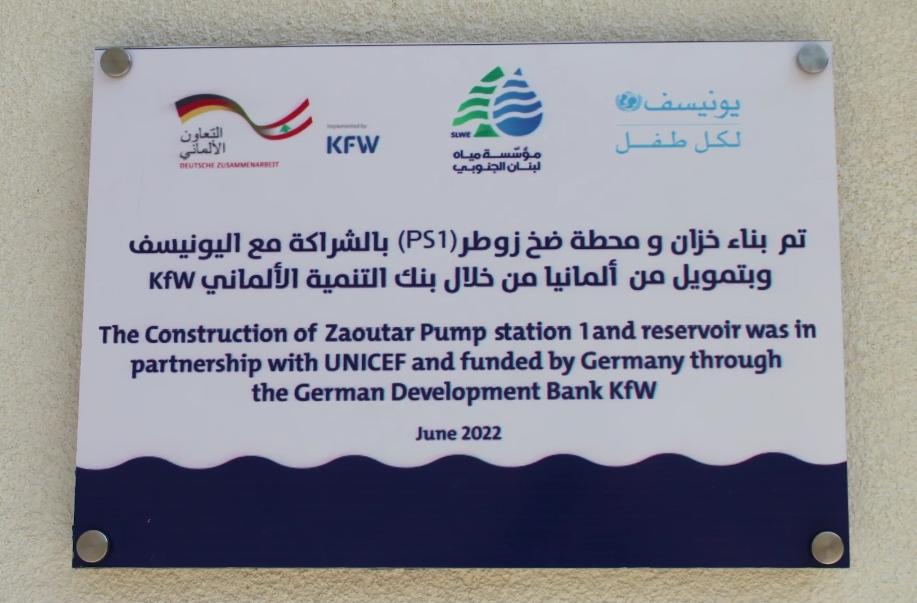 التعاون
الألماني
DEUTSCHE ZUSAMMENARBEIT
Implemented by
KFW
SLWE
مؤسّسة مياه
لبنان الجنوبي
يونيسف
لكل طفل
تم بناء خزان و محطة ضخ زوطر(PS1) بالشراكة مع اليونيسف
وبتمويل من ألمانيا من خلال بنك التنمية الألماني KfW
The Construction of Zaoutar Pump station 1and reservoir was in
partnership with UNICEF and funded by Germany through
the German Development Bank KfW
June 2022